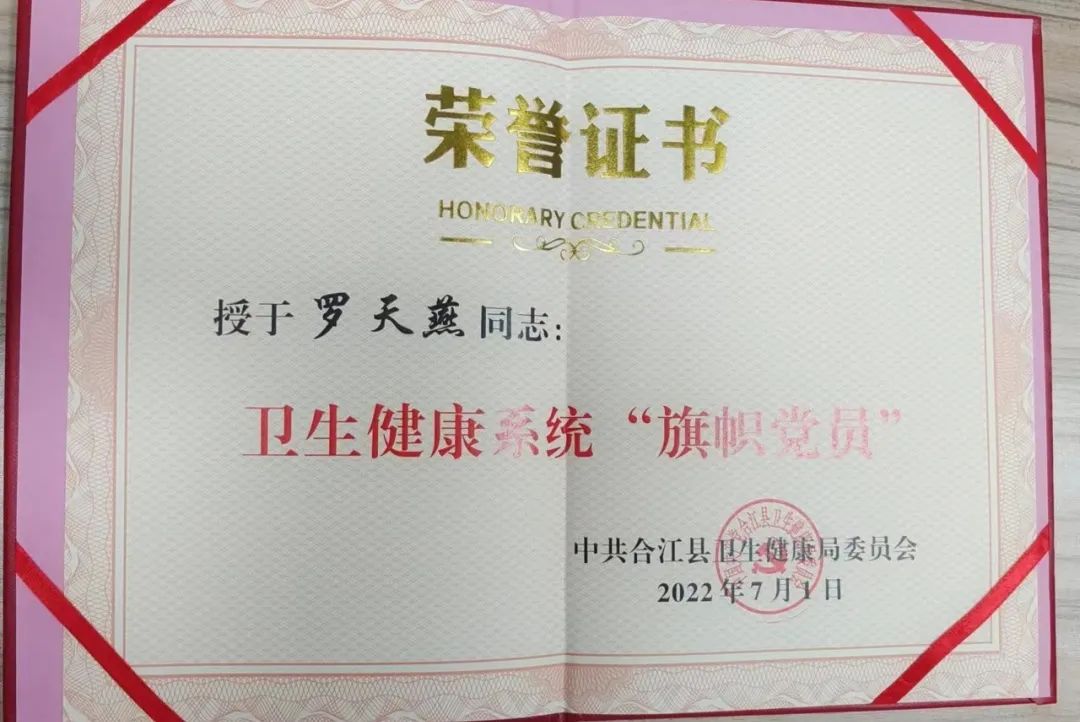 荣誉证书
HONORARY CREDENTIAL
授于罗天燕同志:
卫生健康系统“旗帜党员”
中共合江县卫生健康局委员会
2022年7月1日